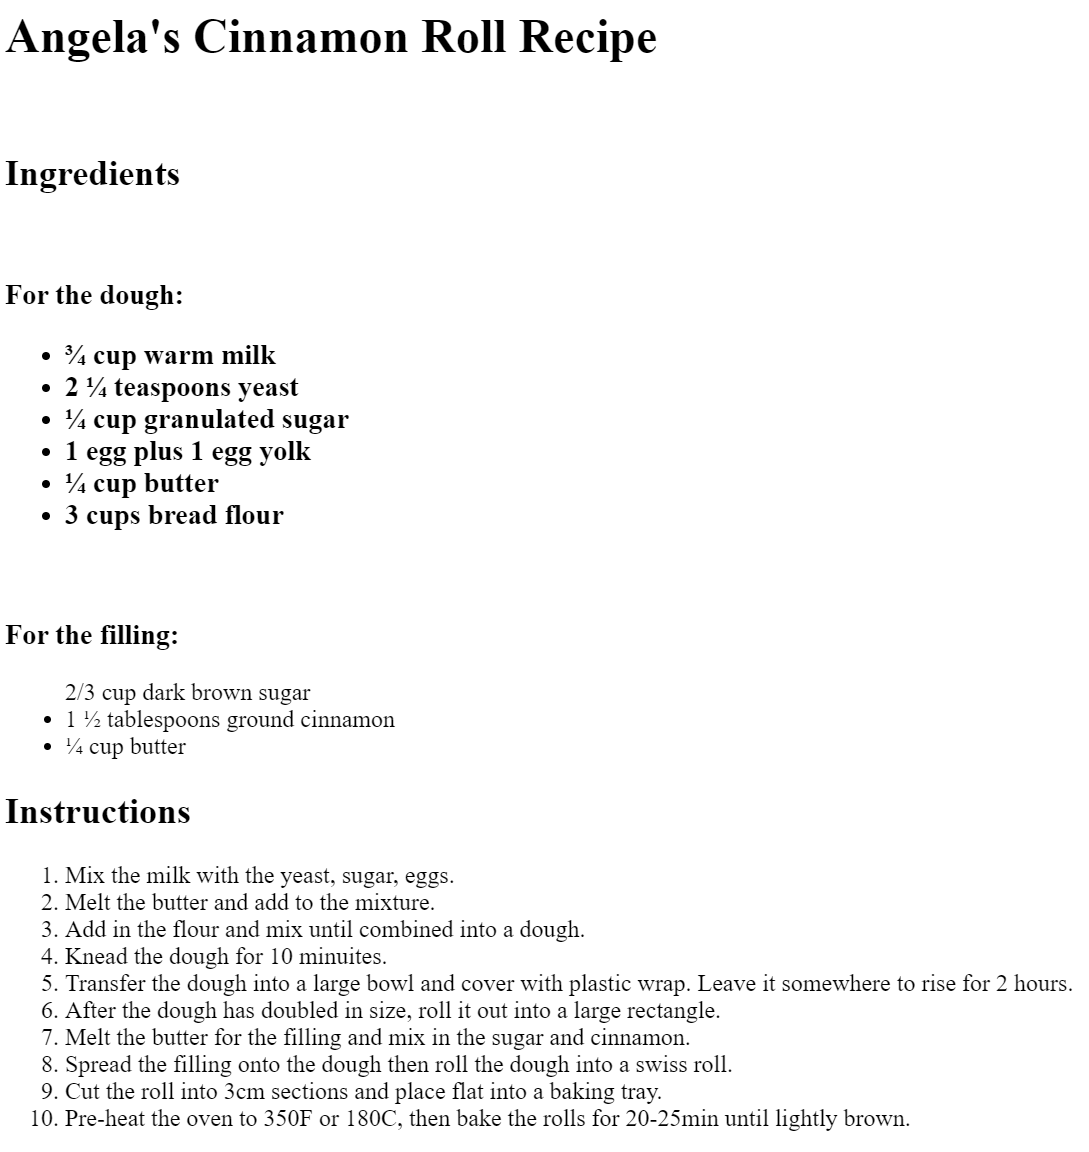 Angela's Cinnamon Roll Recipe
Ingredients
For the dough:
• ¾ cup warm milk
• 2 ¼ teaspoons yeast
• ¼ cup granulated sugar
• 1 egg plus 1 egg yolk
• ¼ cup butter
• 3 cups bread flour
For the filling:
2/3 cup dark brown sugar
• 1 ½ tablespoons ground cinnamon
• ¼ cup butter
Instructions
1. Mix the milk with the yeast, sugar, eggs.
2. Melt the butter and add to the mixture.
3. Add in the flour and mix until combined into a dough.
4. Knead the dough for 10 minuites.
5. Transfer the dough into a large bowl and cover with plastic wrap. Leave it somewhere to rise for 2 hours.
6. After the dough has doubled in size, roll it out into a large rectangle.
7. Melt the butter for the filling and mix in the sugar and cinnamon.
8. Spread the filling onto the dough then roll the dough into a swiss roll.
9. Cut the roll into 3cm sections and place flat into a baking tray.
10. Pre-heat the oven to 350F or 180C, then bake the rolls for 20-25min until lightly brown.